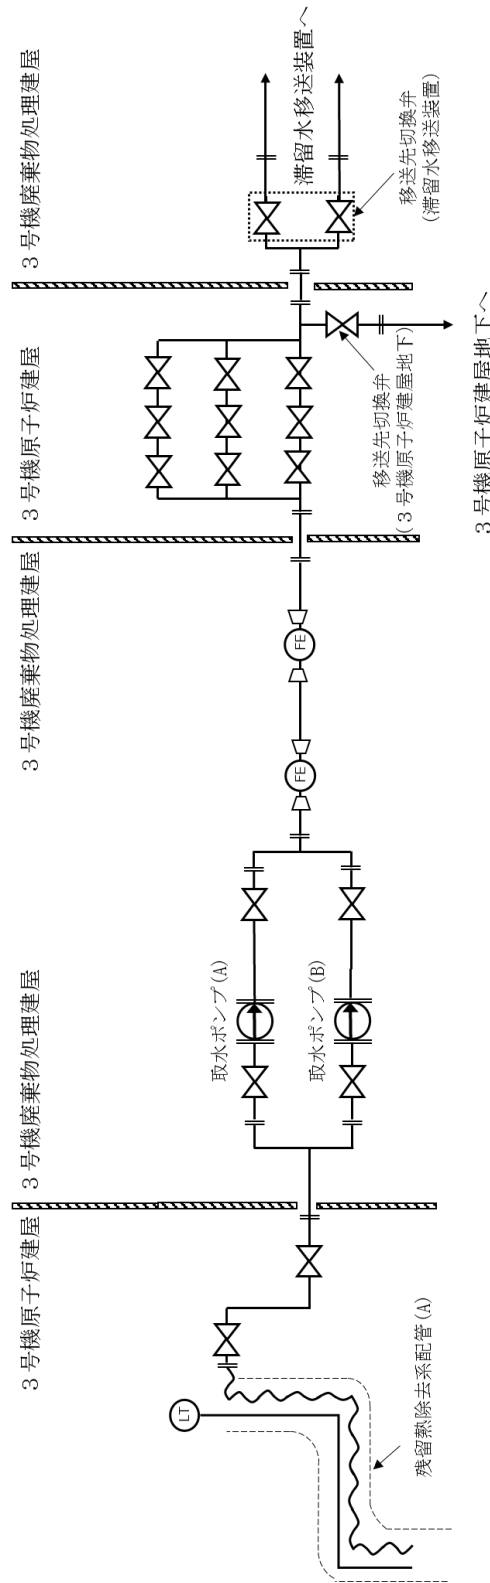 3号機原子炉建屋
3号機廃棄物処理建屋
3号機廃棄物処理建屋
3号機原子炉建屋
3号機廃棄物処理建屋
LT
残留熱除去系配管(A)
取水ポンプ(A)
取水ポンプ(B)
FE
FE
移送先切換弁
(3号機原子炉建屋地下)
3号機原子炉建屋地下へ
滞留水移送装置へ
移送先切換弁
(滞留水移送装置)